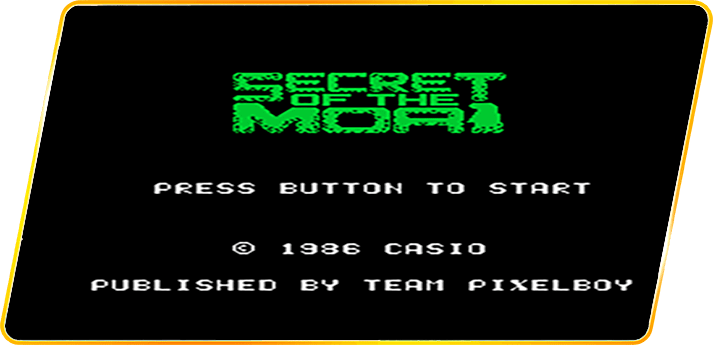 SECRET
OF THE
MOAI
PRESS BUTTON TO START
© 1986 CASIO
PUBLISHED BY TEAM PIXELBOY